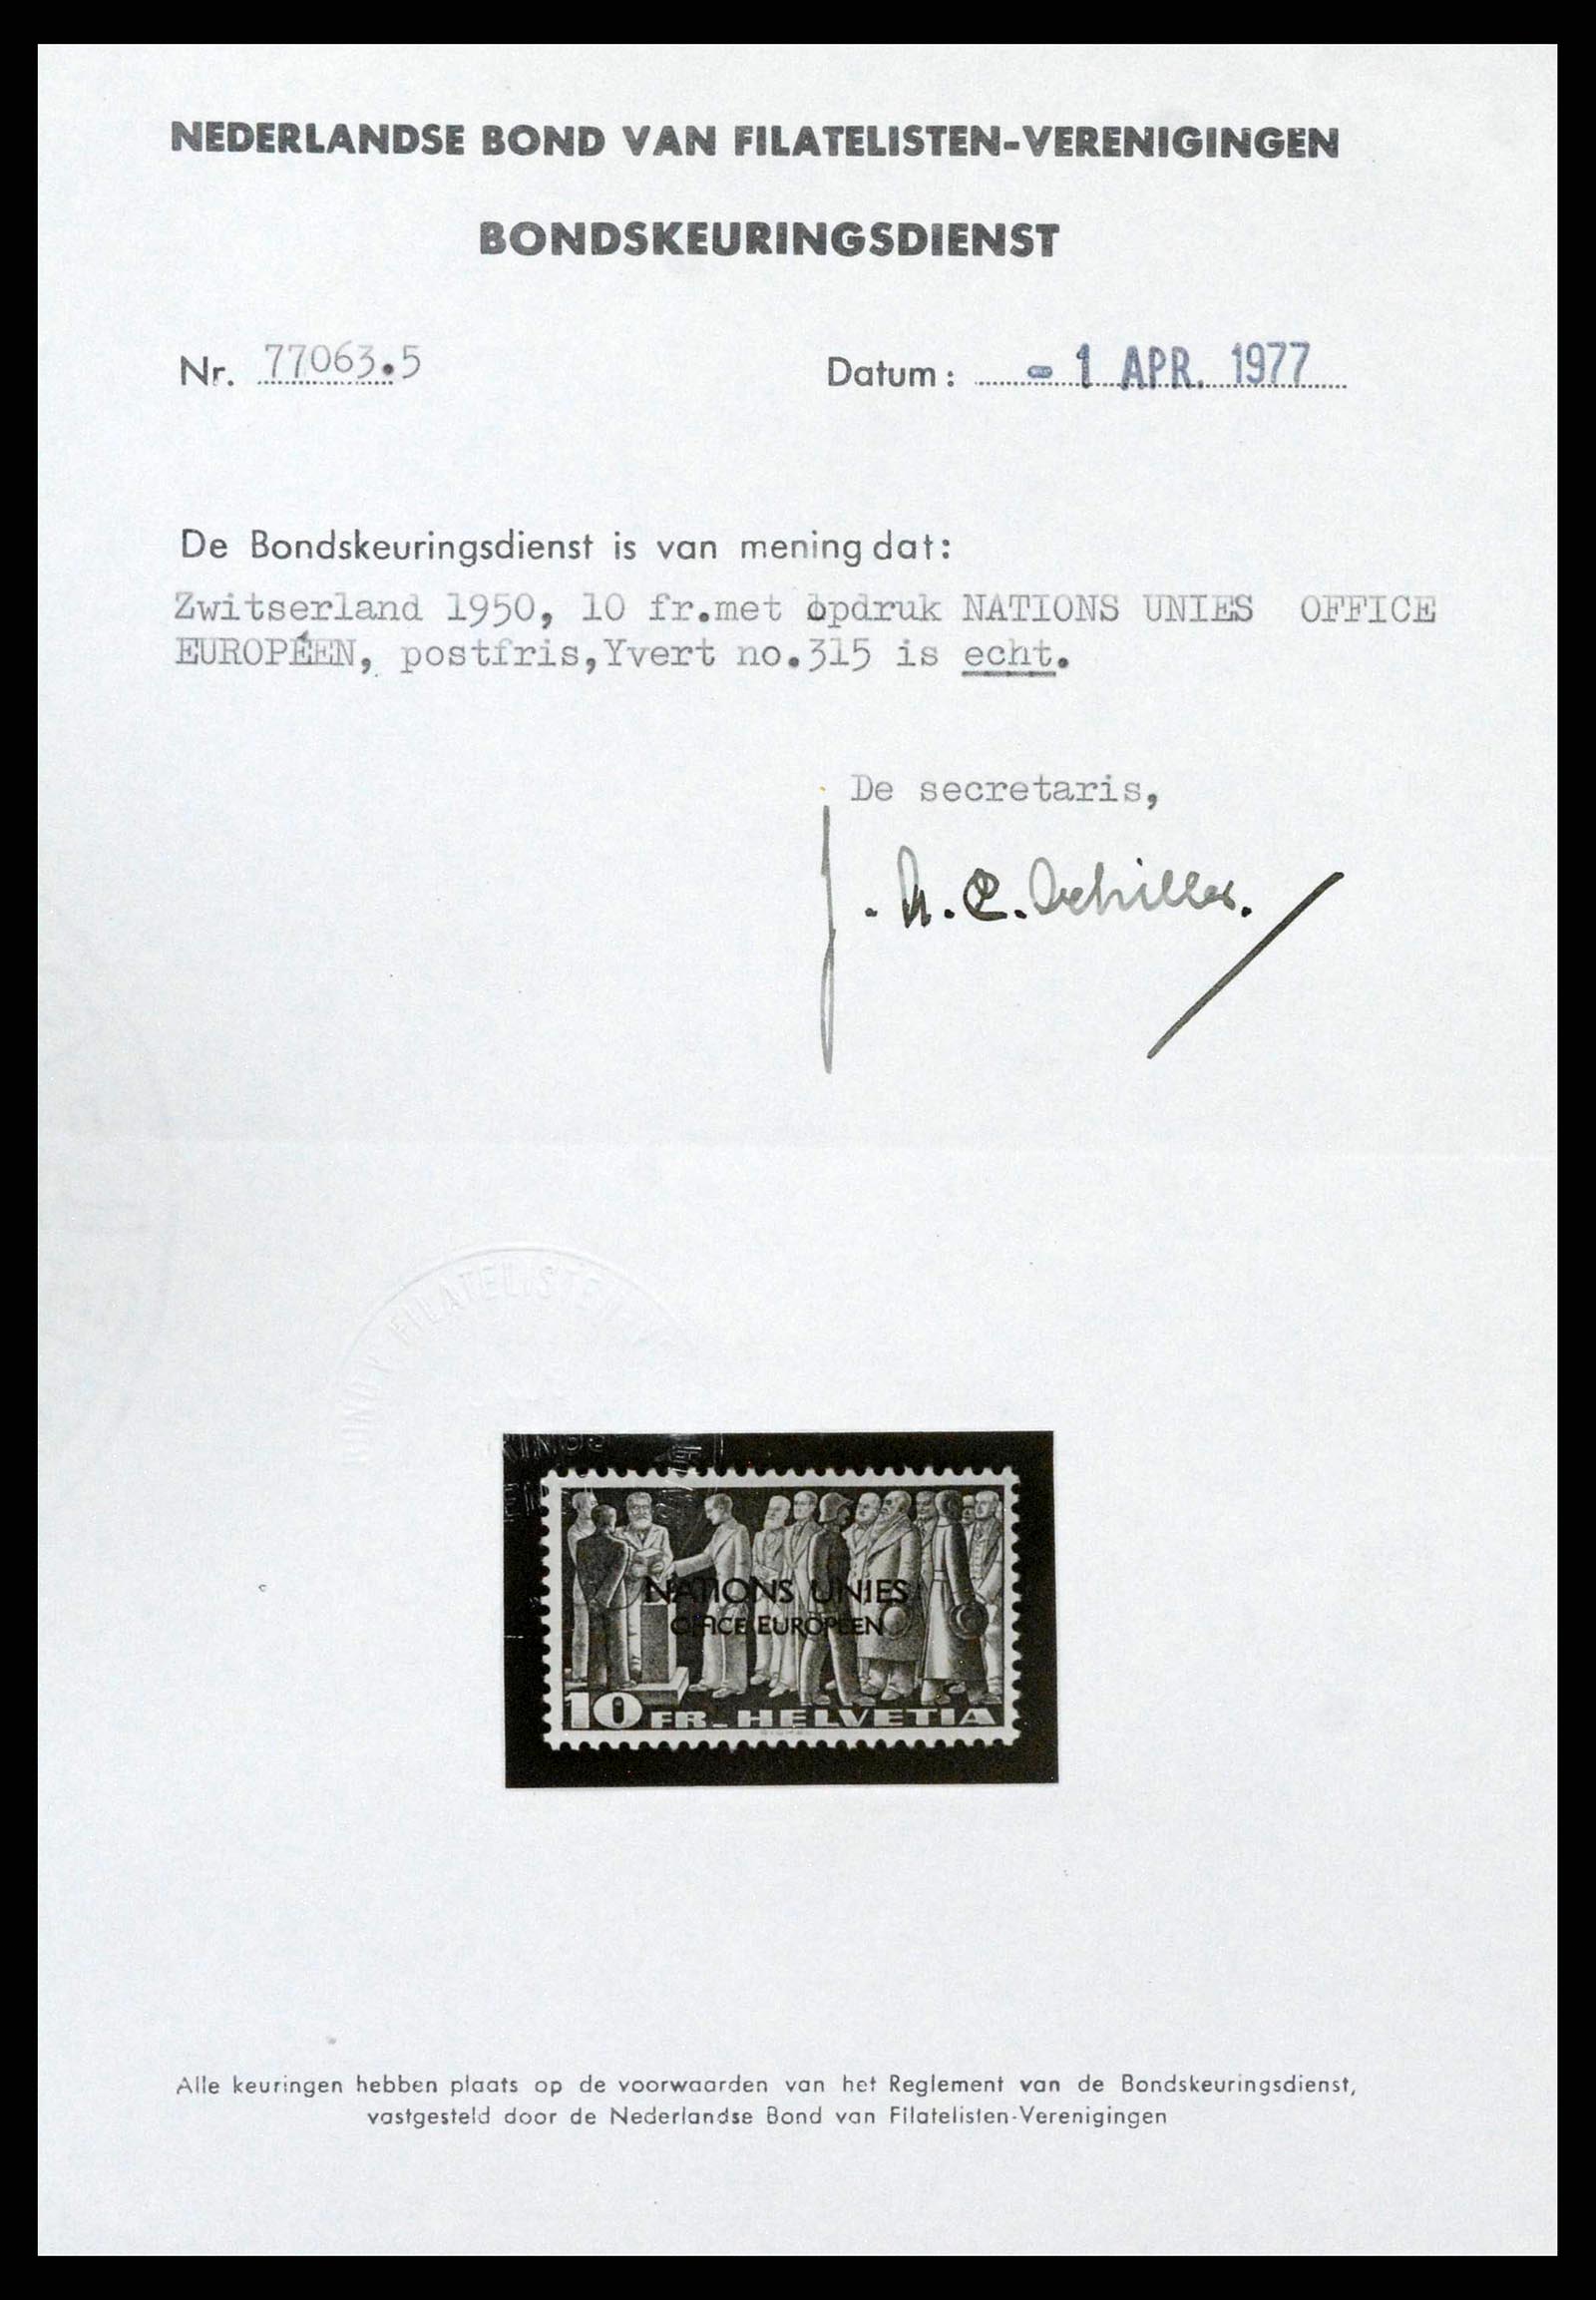 NEDERLANDSE BOND VAN FILATELISTEN-VERENIGINGEN
BONDSKEURINGSDIENST
Nr. 77063.5 Datum: - 1 APR. 1977
De Bondskeuringsdienst is van mening dat:
Zwitserland 1950, 10 fr.met opdruk NATIONS UNIES OFFICE
EUROPÉEN, postfris,Yvert no.315 is echt.
De secretaris,
FILATELISTEN
NATIONS UNIES
OFFICE EUROPÉEN
10 FR_HELVETIA
Alle keuringen hebben plaats op de voorwaarden van het Reglement van de Bondskeuringsdienst,
vastgesteld door de Nederlandse Bond van Filatelisten-Verenigingen